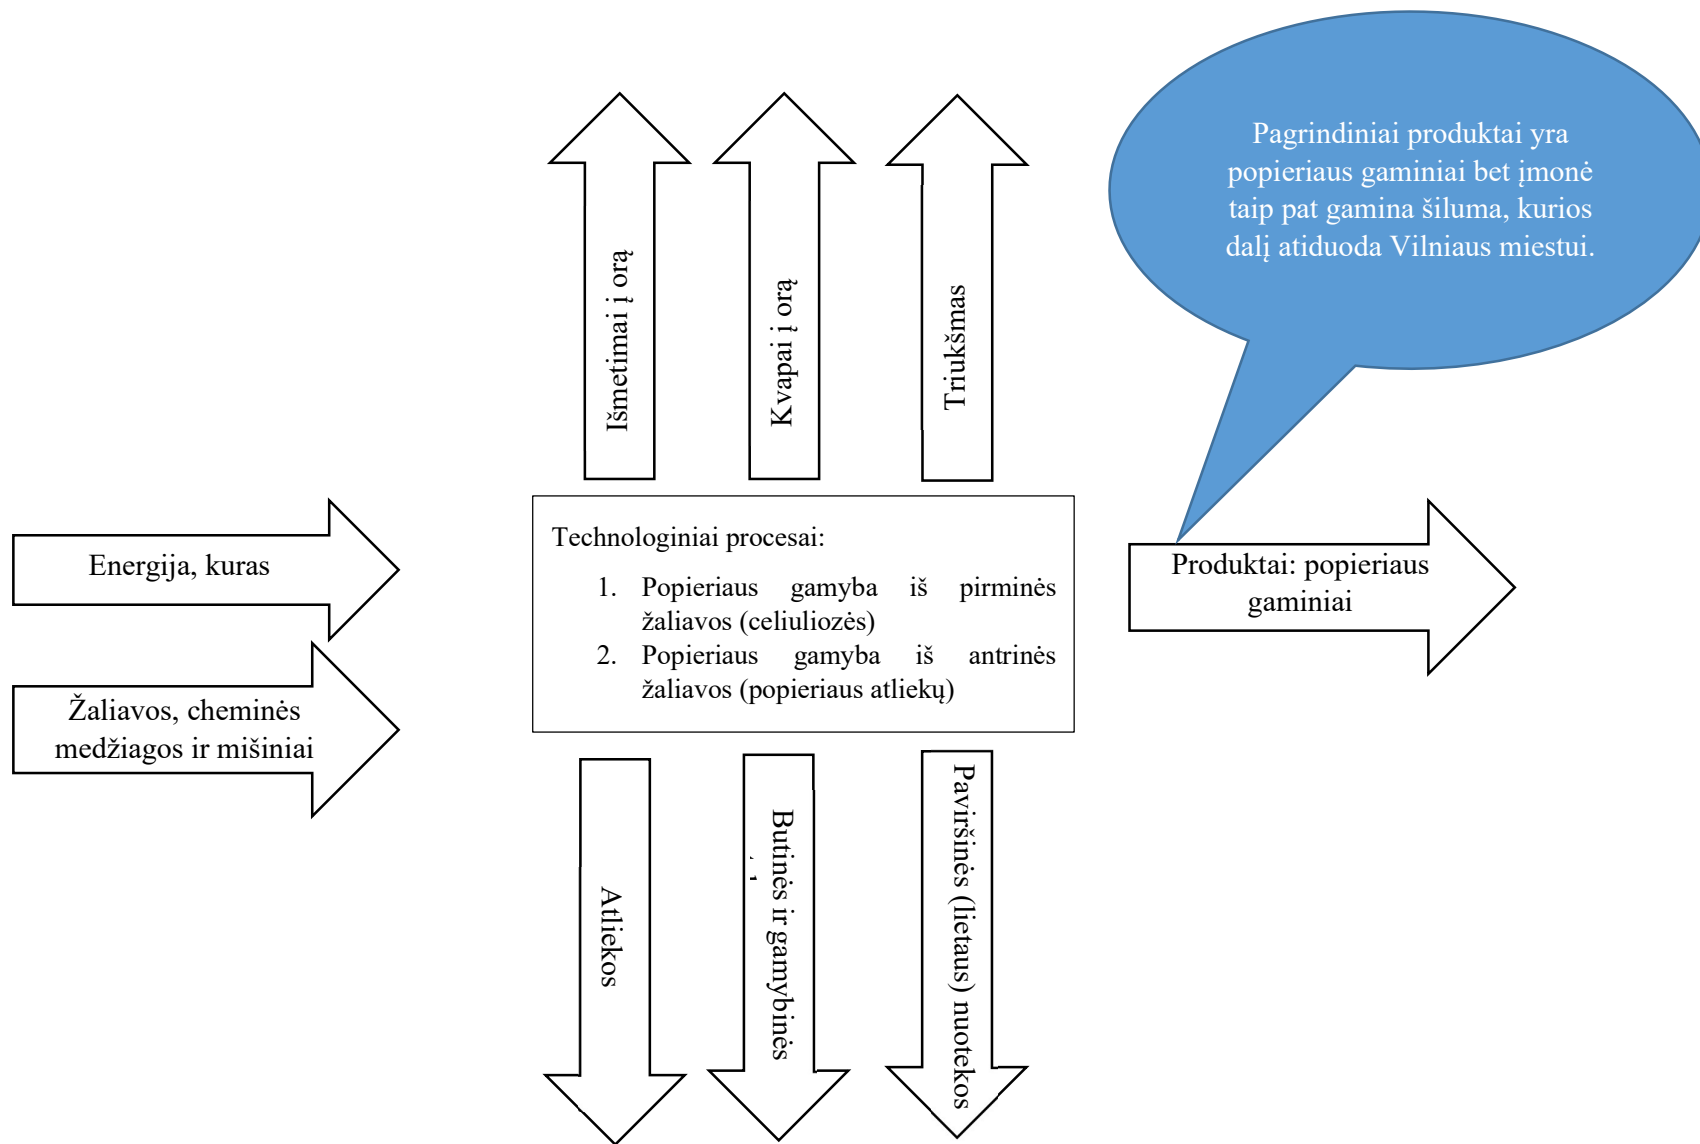 Išmetimai į orą
Kvapai į orą
Triukšmas
Pagrindiniai produktai yra
popieriaus gaminiai bet įmonė
taip pat gamina šiluma, kurios
dalį atiduoda Vilniaus miestui.
Energija, kuras
Žaliavos, cheminės
medžiagos ir mišiniai
Technologiniai procesai:
1. Popieriaus gamyba iš pirminės
žaliavos (celiuliozės)
2. Popieriaus gamyba iš antrinės
žaliavos (popieriaus atliekų)
Produktai: popieriaus
gaminiai
Atliekos
Butinės ir gamybinės
Paviršinės (lietaus) nuotekos